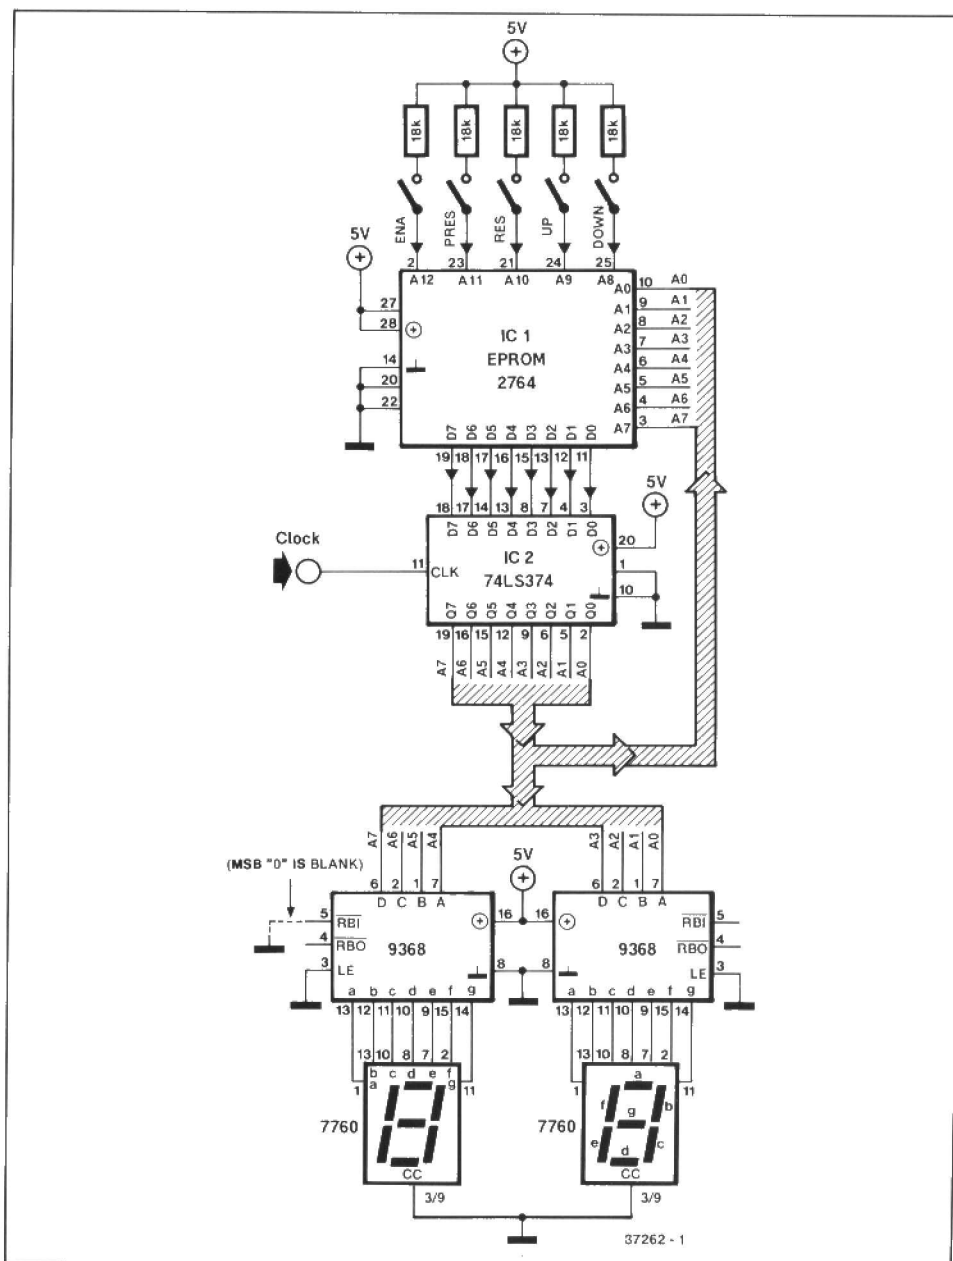 5V
+
18k 18k 18k 18k 18k
ENA PRES RES UP DOWN
5V
+
2 23 21 24 25
A12 A11 A10 A9 A8
27
28 +
14
20
22
IC 1
EPROM
2764
A0 10 A0
A1 9 A1
A2 8 A2
A3 7 A3
A4 6 A4
A5 5 A5
A6 4 A6
A7 3 A7
D7 D6 D5 D4 D3 D2 D1 D0
19 18 17 16 15 13 12 11
5V
+
18 17 14 13 8 7 4 3
D7 D6 D5 D4 D3 D2 D1 D0
Clock
11 CLK
IC 2
74LS374
+ 20
1
10
Q7 Q6 Q5 Q4 Q3 Q2 Q1 Q0
19 16 15 12 9 6 5 2
A7 A6 A5 A4 A3 A2 A1 A0
A7 A6 A5 A4
A3 A2 A1 A0
(MSB "0" IS BLANK)
5V
+
6 2 1 7
D C B A
5 RBI
4 RBO
3 LE
9368
+ 16
8
a b c d e f g
13 12 11 10 9 15 14
6 2 1 7
D C B A
16 +
8
9368
RBI 5
RBO 4
LE 3
a b c d e f g
13 12 11 10 9 15 14
13 10 8 7 2
b c d e f
a g
1 11
7760
CC
3/9
13 10 8 7 2
1 11
a
f b
g
e c
d
7760
CC
3/9
37262 - 1